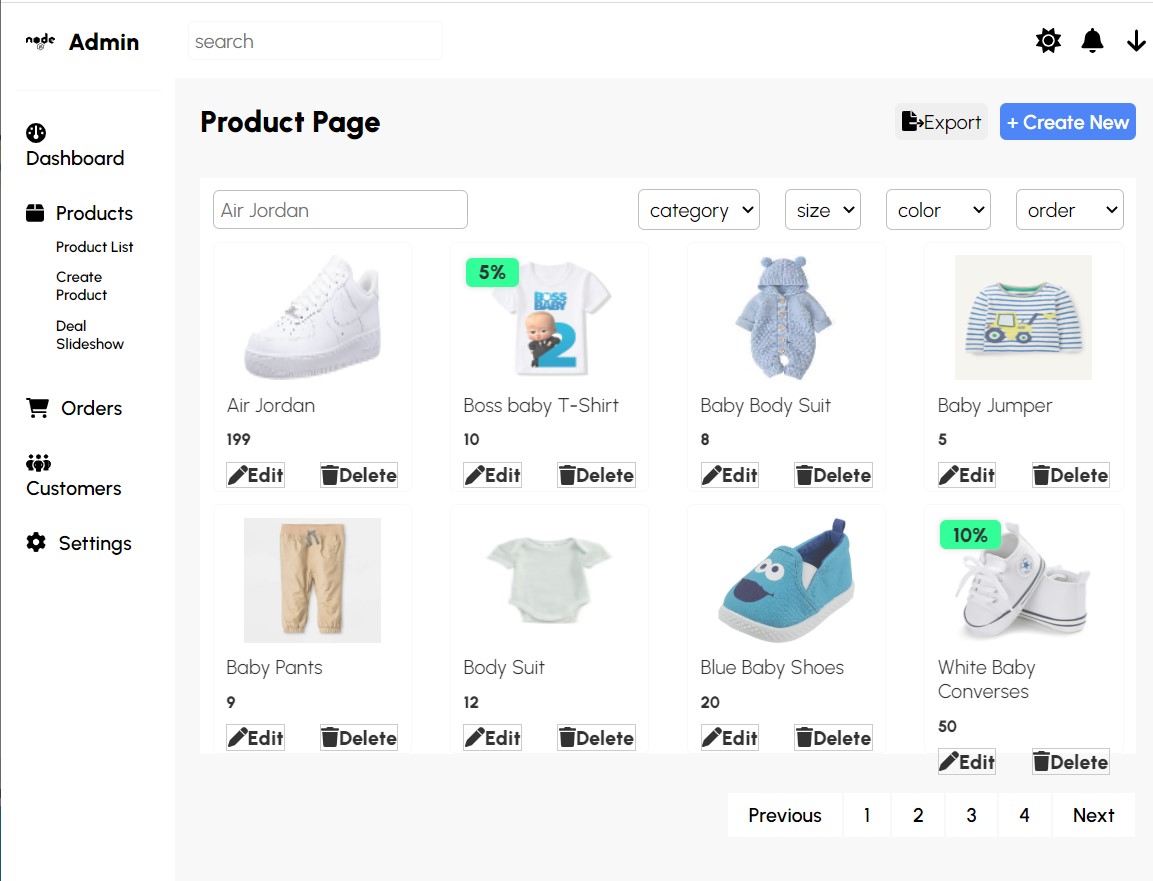 node Admin
search
Product Page
Export
+ Create New
Dashboard
Products
Product List
Create
Product
Deal
Slideshow
Orders
Customers
Settings
Air Jordan
category
size
color
order
5%
BOSS
BABY
2
Air Jordan
Boss baby T-Shirt
Baby Body Suit
Baby Jumper
199
10
8
5
Edit Delete
Edit Delete
Edit Delete
Edit Delete
10%
Baby Pants
Body Suit
Blue Baby Shoes
White Baby
Converses
9
12
20
50
Edit Delete
Edit Delete
Edit Delete
Edit Delete
Previous 1 2 3 4 Next